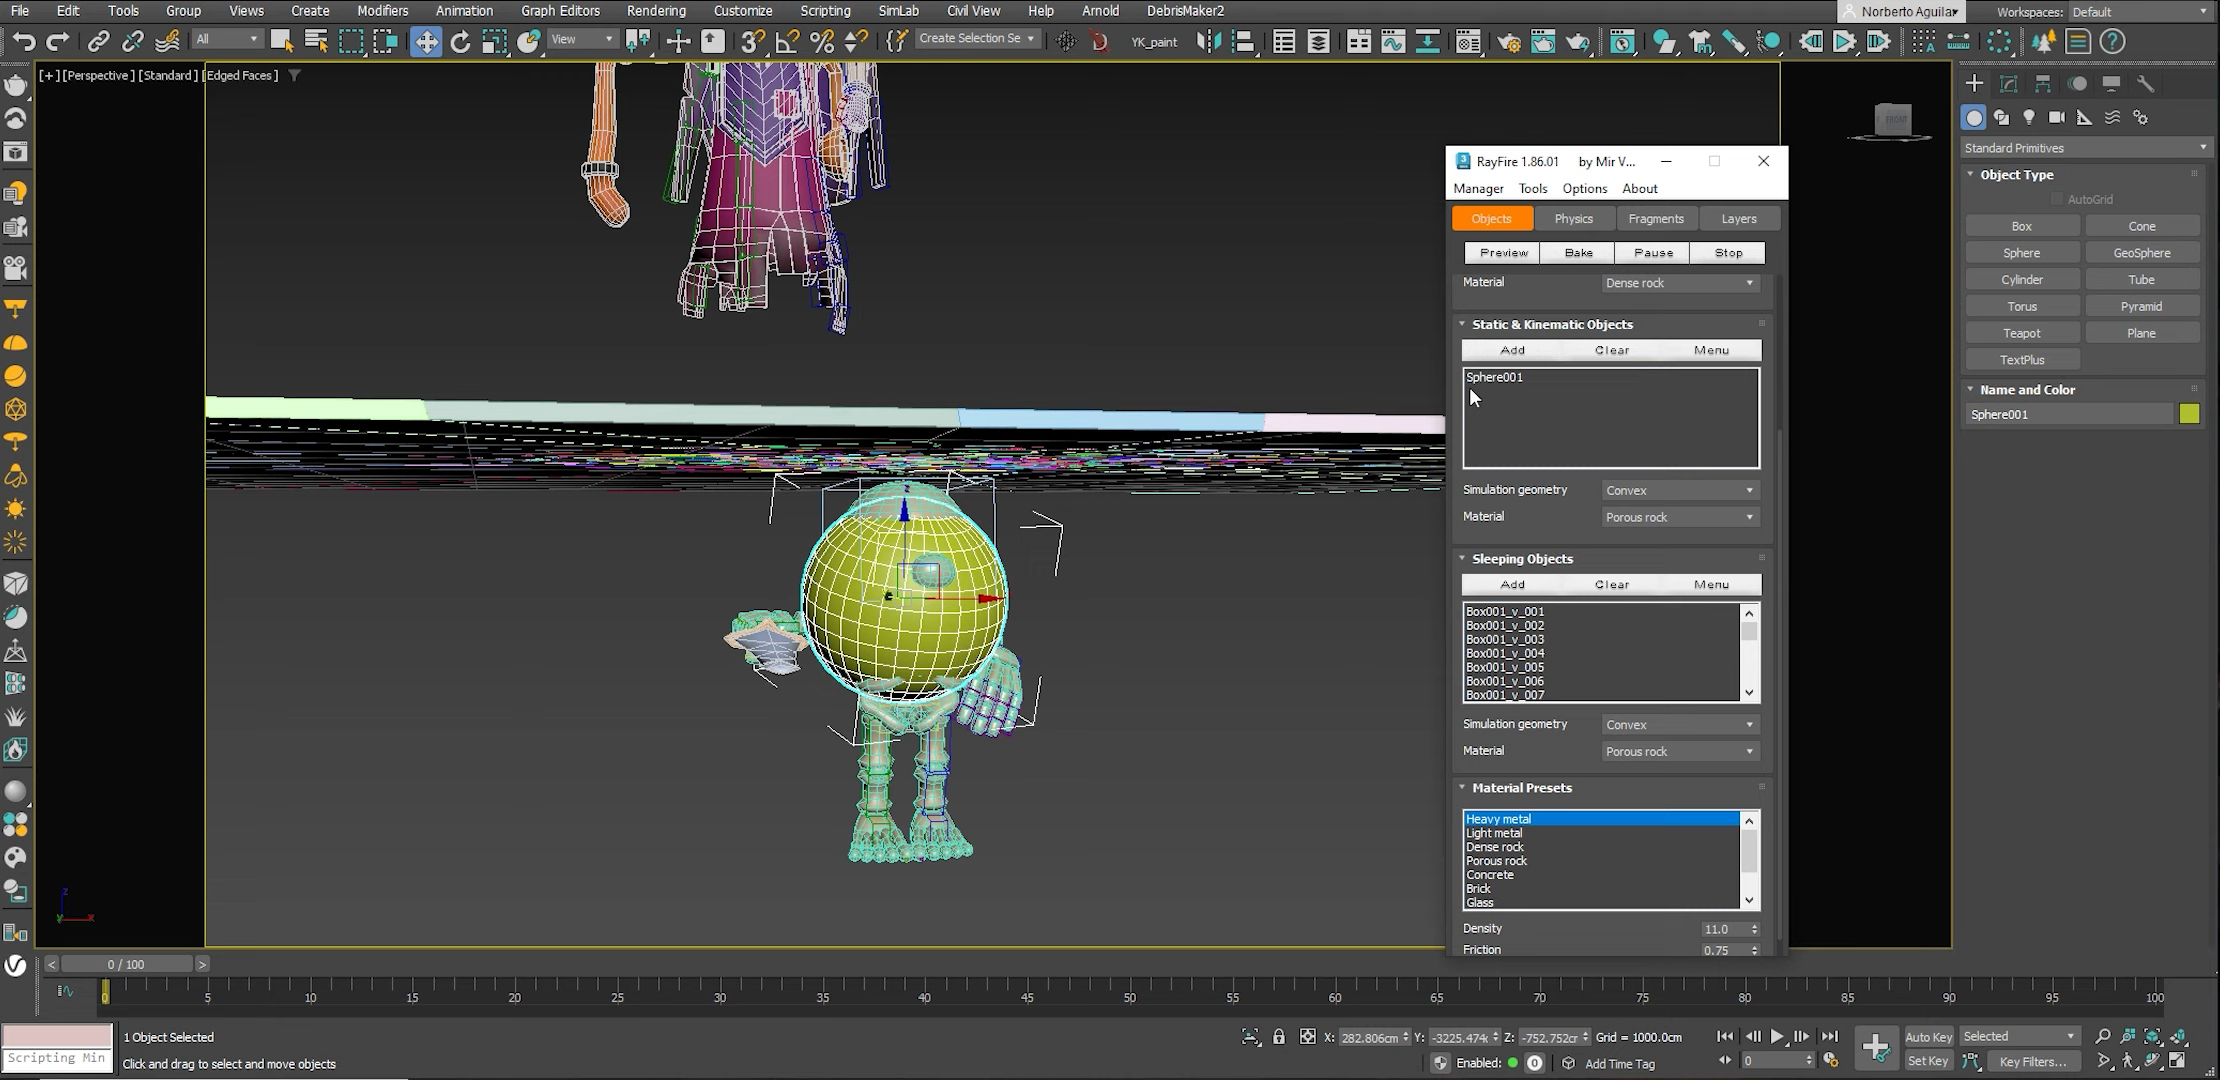 File Edit Tools Group Views Create Modifiers Animation Graph Editors Rendering Customize Scripting SimLab Civil View Help Arnold DebrisMaker2 Norberto Aguilar Workspaces: Default
All View Create Selection Se YK_paint
[+] [Perspective ] [Standard ] [Edged Faces ]
FRONT
Standard Primitives
Object Type
AutoGrid
Box Cone
Sphere GeoSphere
Cylinder Tube
Torus Pyramid
Teapot Plane
TextPlus
Name and Color
Sphere001
RayFire 1.86.01 by Mir V...
Manager Tools Options About
Objects Physics Fragments Layers
Preview Bake Pause Stop
Material Dense rock
Static & Kinematic Objects
Add Clear Menu
Sphere001
Simulation geometry Convex
Material Porous rock
Sleeping Objects
Add Clear Menu
Box001_v_001
Box001_v_002
Box001_v_003
Box001_v_004
Box001_v_005
Box001_v_006
Box001_v_007
Simulation geometry Convex
Material Porous rock
Material Presets
Heavy metal
Light metal
Dense rock
Porous rock
Concrete
Brick
Glass
Density 11.0
Friction 0.75
z
y x
< 0 / 100 >
0 5 10 15 20 25 30 35 40 45 50 55 60 65 70 75 80 85 90 95 100
1 Object Selected X: 282.806cm Y: -3225.474c Z: -752.752cr Grid = 1000.0cm Auto Key Selected
Scripting Min Click and drag to select and move objects Enabled: 0 Add Time Tag 0 Set Key Key Filters...